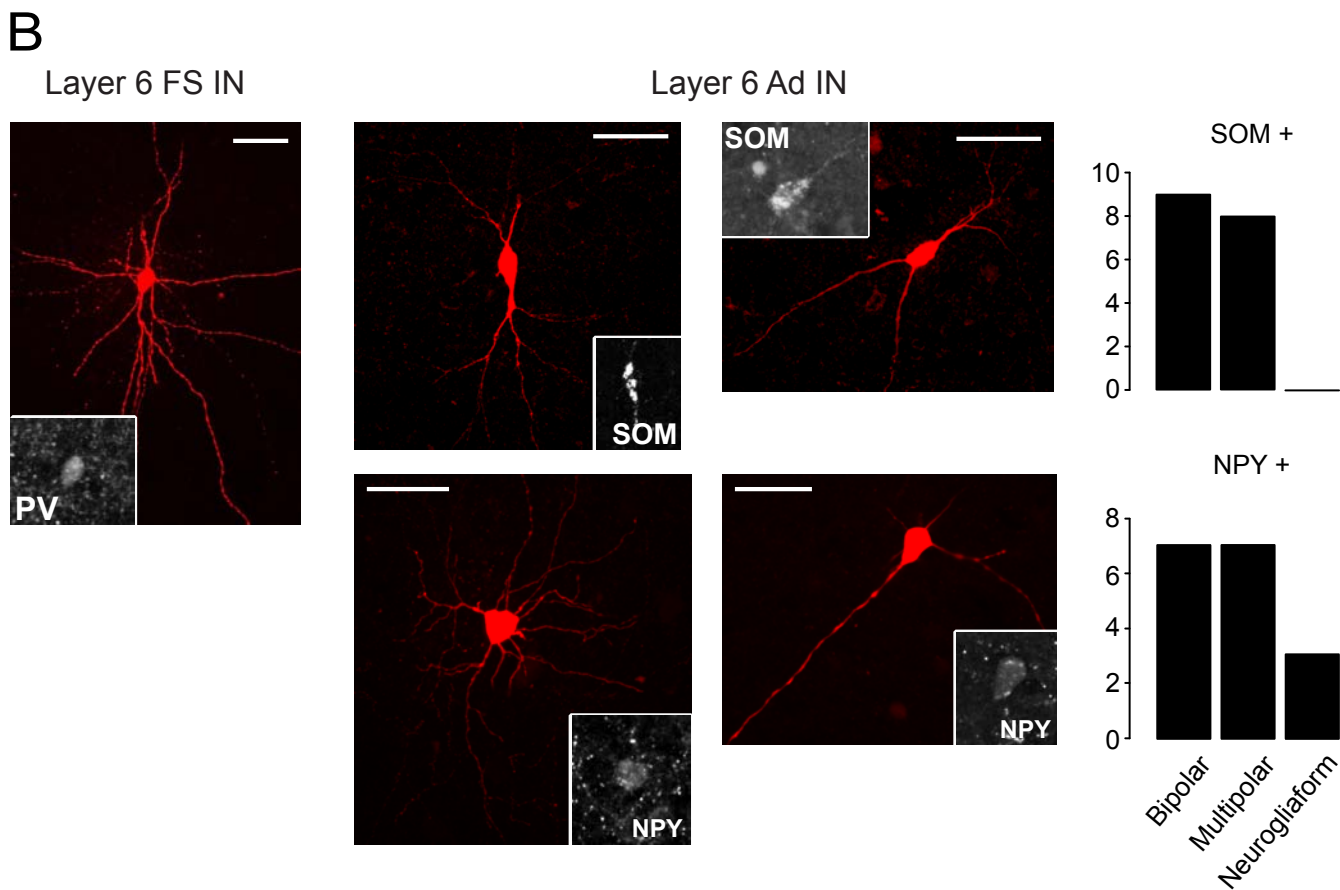 B
Layer 6 FS IN
Layer 6 Ad IN
PV
SOM
SOM
NPY
NPY
SOM +
10
8
6
4
2
0
NPY +
8
6
4
2
0
Bipolar
Multipolar
Neurogliaform